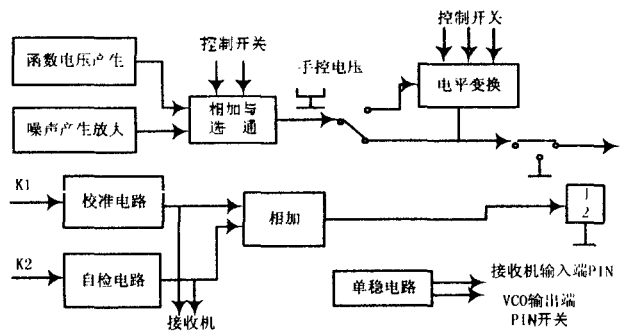 控制开关
控制开关
函数电压产生
手控电压
相加与
选 通
电平变换
噪声产生放大
K1
校准电路
相加
1
2
K2
自检电路
接收机
单稳电路
接收机输入端PIN
VCO输出端
PIN开关